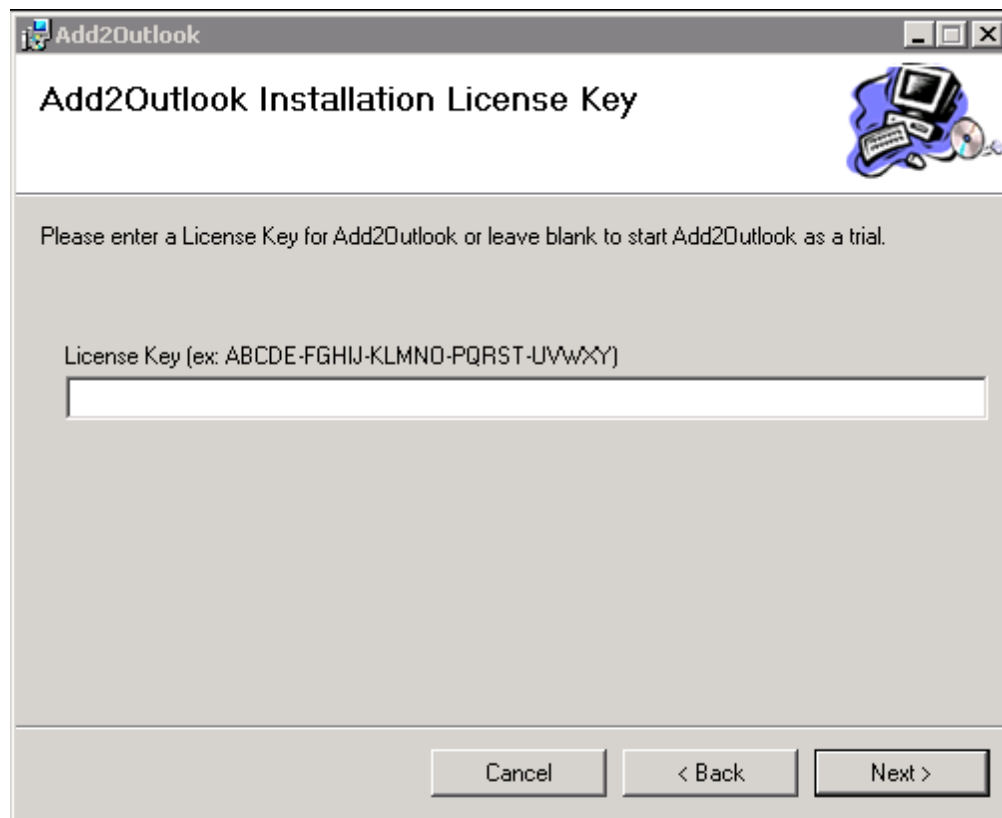 Add2Outlook
Add2Outlook Installation License Key
Please enter a License Key for Add2Outlook or leave blank to start Add2Outlook as a trial.
License Key (ex: ABCDE-FGHIJ-KLMNO-PQRST-UVWXY)
Cancel
< Back
Next >